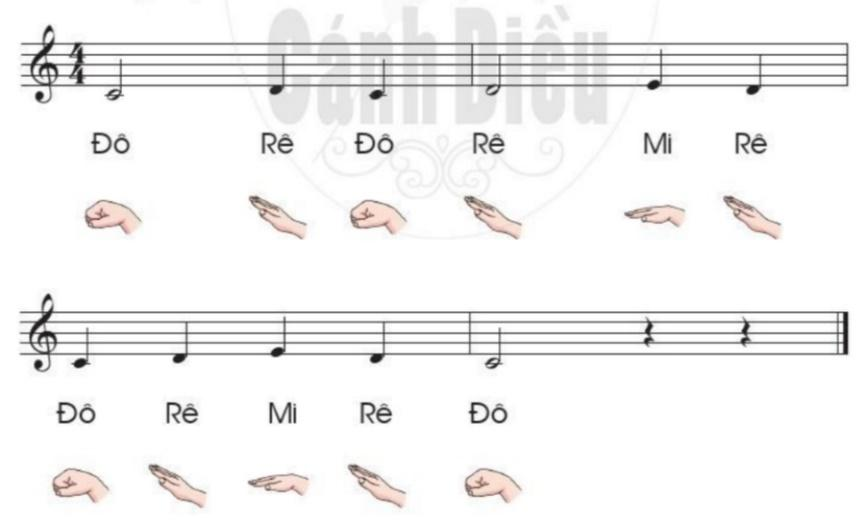 Cánh Diều
4
4
Đô Rê Đô Rê Mi Rê
Đô Rê Mi Rê Đô